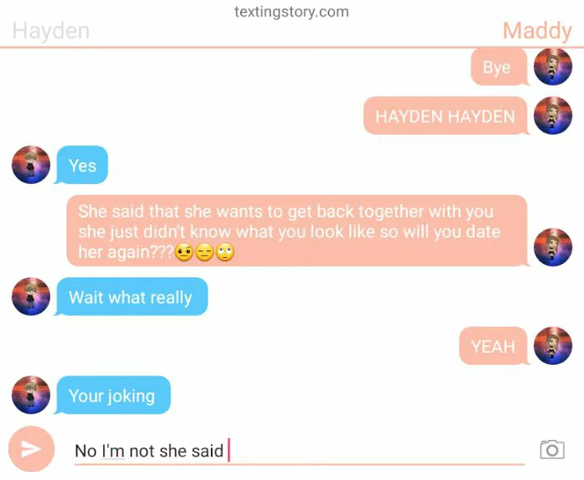 textingstory.com
Hayden
Maddy
Bye
HAYDEN HAYDEN
Yes
She said that she wants to get back together with you
she just didn't know what you look like so will you date
her again???🤨😑🙄
Wait what really
YEAH
Your joking
No I'm not she said